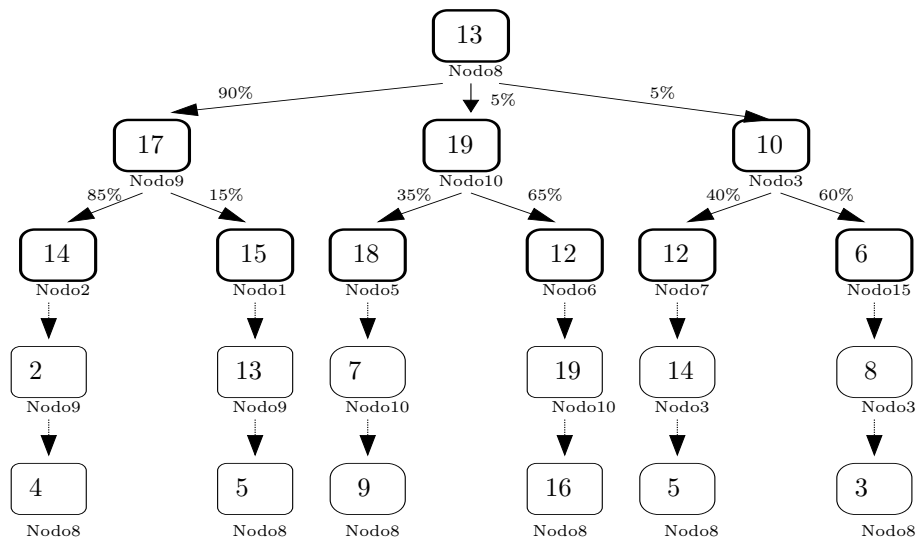 13
Nodo8
90% 5% 5%
17 19 10
Nodo9 Nodo10 Nodo3
85% 15% 35% 65% 40% 60%
14 15 18 12 12 6
Nodo2 Nodo1 Nodo5 Nodo6 Nodo7 Nodo15
2 13 7 19 14 8
Nodo9 Nodo9 Nodo10 Nodo10 Nodo3 Nodo3
4 5 9 16 5 3
Nodo8 Nodo8 Nodo8 Nodo8 Nodo8 Nodo8